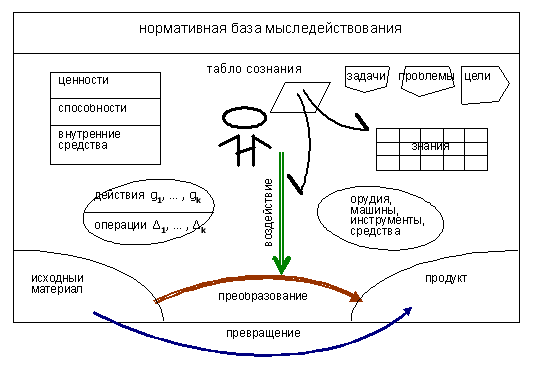 нормативная база мыследействования
табло сознания
задачи
проблемы
цели
ценности
способности
внутренние
средства
знания
действия g1, ... , gk
операции Δ1, ... , Δk
воздействие
орудия,
машины,
инструменты,
средства
исходный
материал
преобразование
продукт
превращение